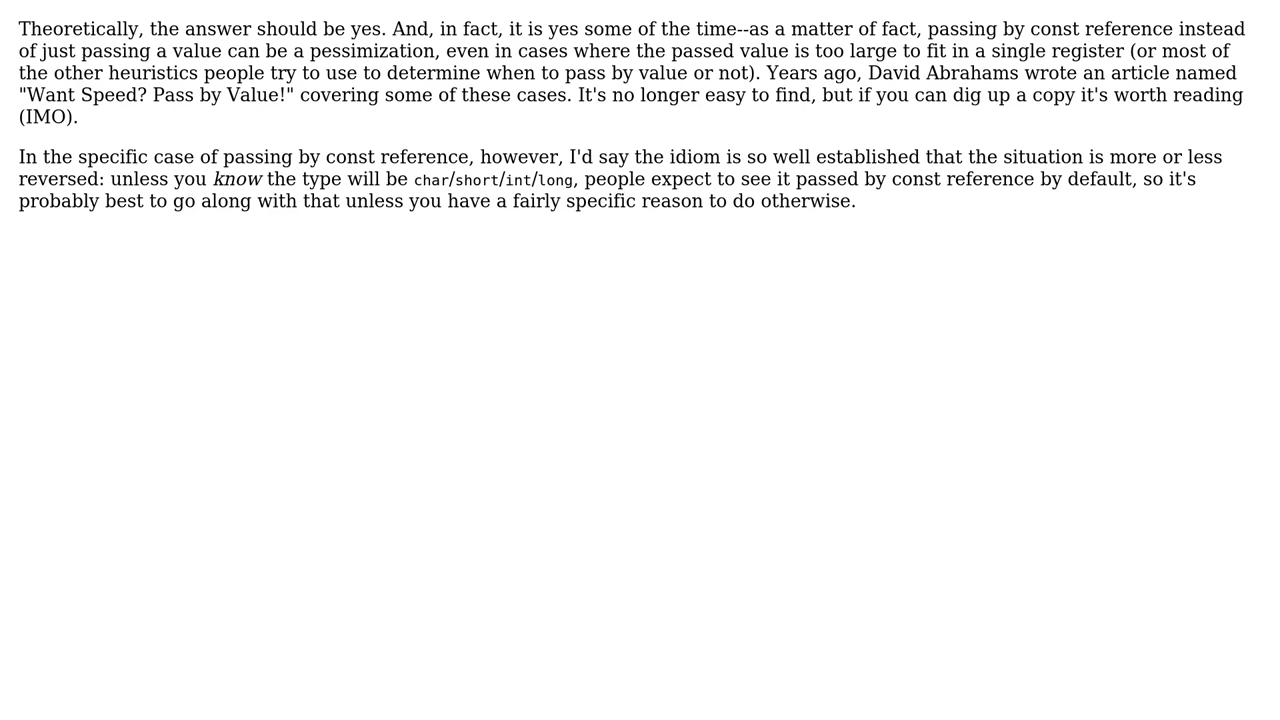 Theoretically, the answer should be yes. And, in fact, it is yes some of the time--as a matter of fact, passing by const reference instead
of just passing a value can be a pessimization, even in cases where the passed value is too large to fit in a single register (or most of
the other heuristics people try to use to determine when to pass by value or not). Years ago, David Abrahams wrote an article named
"Want Speed? Pass by Value!" covering some of these cases. It's no longer easy to find, but if you can dig up a copy it's worth reading
(IMO).
In the specific case of passing by const reference, however, I'd say the idiom is so well established that the situation is more or less
reversed: unless you know the type will be char/short/int/long, people expect to see it passed by const reference by default, so it's
probably best to go along with that unless you have a fairly specific reason to do otherwise.